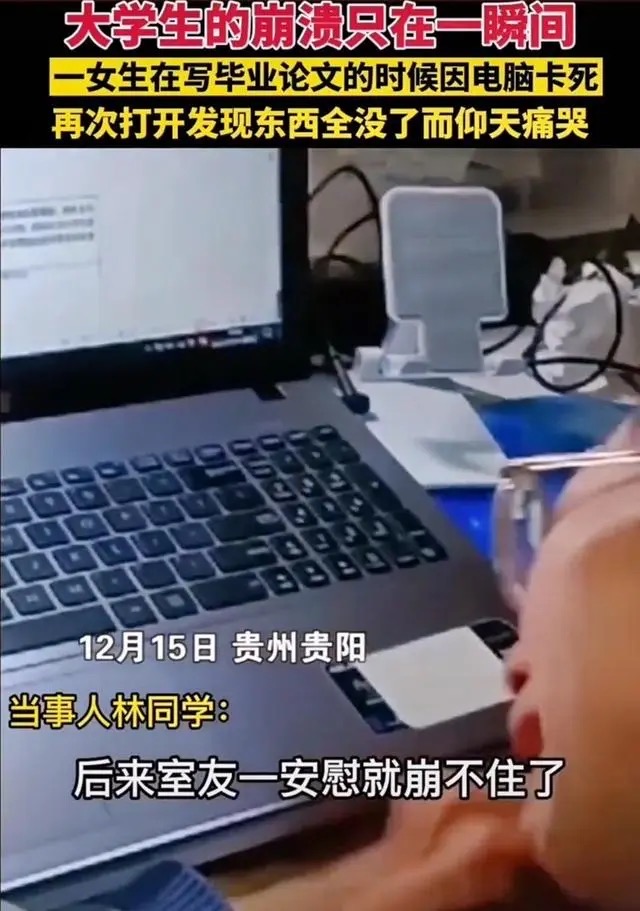 大学生的崩溃只在一瞬间
一女生在写毕业论文的时候因电脑卡死
再次打开发现东西全没了而仰天痛哭
12月15日 贵州贵阳
当事人林同学：
后来室友一安慰就崩不住了